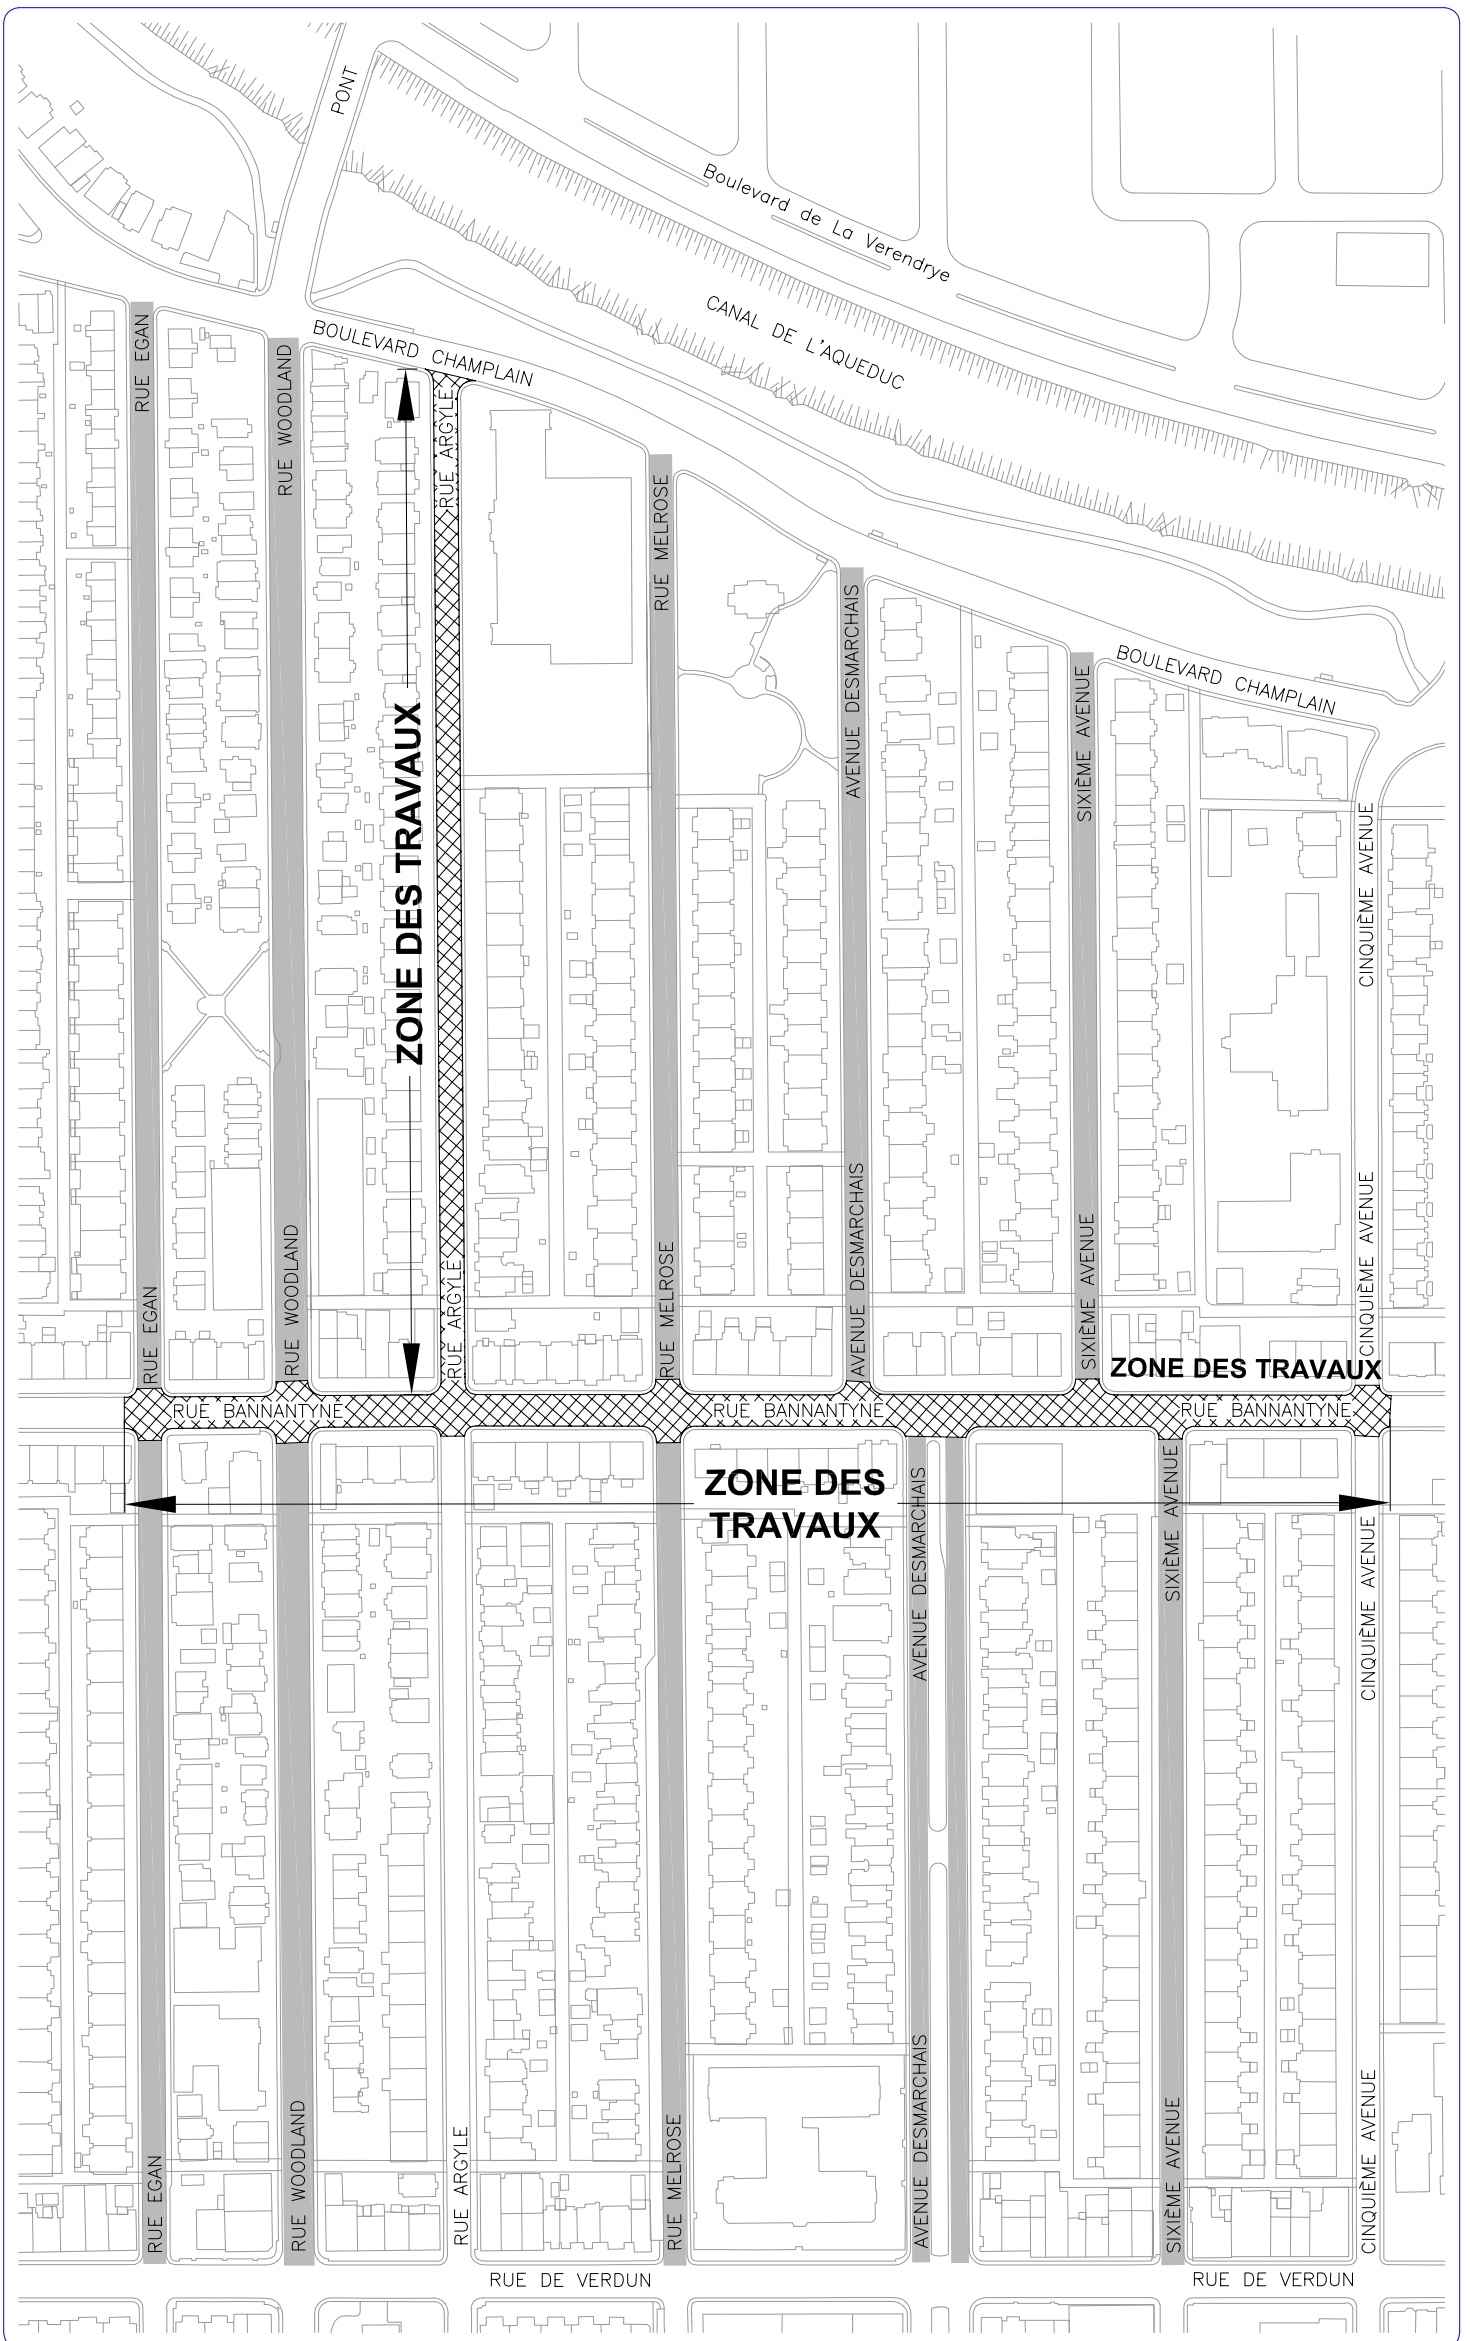 PONT
Boulevard de La Verendrye
CANAL DE L'AQUEDUC
BOULEVARD CHAMPLAIN
RUE EGAN
RUE WOODLAND
RUE ARGYLE
RUE MELROSE
AVENUE DESMARCHAIS
SIXIÈME AVENUE
BOULEVARD CHAMPLAIN
CINQUIÈME AVENUE
ZONE DES TRAVAUX
RUE EGAN
RUE WOODLAND
RUE ARGYLE
RUE MELROSE
AVENUE DESMARCHAIS
SIXIÈME AVENUE
CINQUIÈME AVENUE
ZONE DES TRAVAUX
RUE BANNANTYNE
RUE BANNANTYNE
RUE BANNANTYNE
ZONE DES
TRAVAUX
AVENUE DESMARCHAIS
SIXIÈME AVENUE
CINQUIÈME AVENUE
RUE EGAN
RUE WOODLAND
RUE ARGYLE
RUE MELROSE
AVENUE DESMARCHAIS
SIXIÈME AVENUE
CINQUIÈME AVENUE
RUE DE VERDUN
RUE DE VERDUN